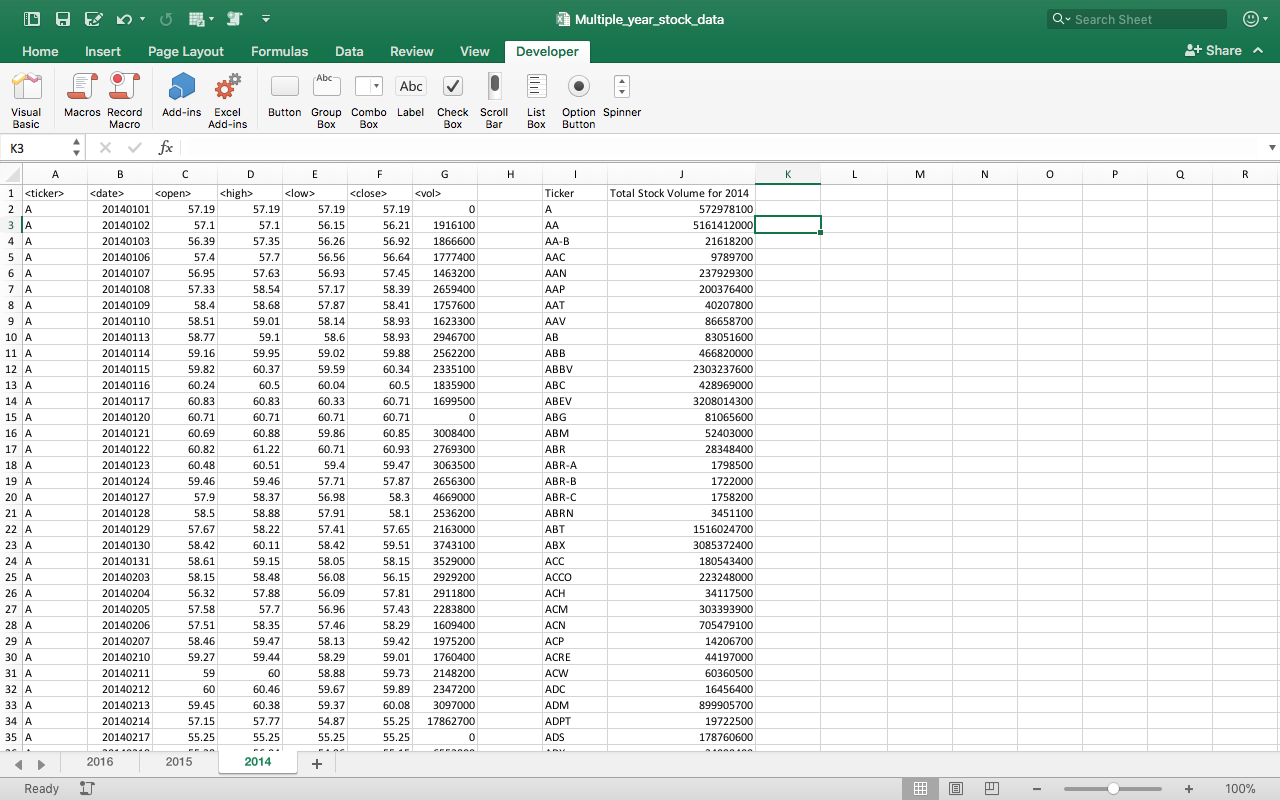 Multiple_year_stock_data
Search Sheet
Home Insert Page Layout Formulas Data Review View Developer Share
Abc Abc
Visual Basic Macros Record Macro Add-ins Excel Add-ins Button Group Box Combo Box Label Check Box Scroll Bar List Box Option Button Spinner
K3 fx
A B C D E F G H I J K L M N O P Q R
1 <ticker> <date> <open> <high> <low> <close> <vol> Ticker Total Stock Volume for 2014
2 A 20140101 57.19 57.19 57.19 57.19 0 A 572978100
3 A 20140102 57.1 57.1 56.15 56.21 1916100 AA 5161412000
4 A 20140103 56.39 57.35 56.26 56.92 1866600 AA-B 21618200
5 A 20140106 57.4 57.7 56.56 56.64 1777400 AAC 9789700
6 A 20140107 56.95 57.63 56.93 57.45 1463200 AAN 237929300
7 A 20140108 57.33 58.54 57.17 58.39 2659400 AAP 200376400
8 A 20140109 58.4 58.68 57.87 58.41 1757600 AAT 40207800
9 A 20140110 58.51 59.01 58.14 58.93 1623300 AAV 86658700
10 A 20140113 58.77 59.1 58.6 58.93 2946700 AB 83051600
11 A 20140114 59.16 59.95 59.02 59.88 2562200 ABB 466820000
12 A 20140115 59.82 60.37 59.59 60.34 2335100 ABBV 2303237600
13 A 20140116 60.24 60.5 60.04 60.5 1835900 ABC 428969000
14 A 20140117 60.83 60.83 60.33 60.71 1699500 ABEV 3208014300
15 A 20140120 60.71 60.71 60.71 60.71 0 ABG 81065600
16 A 20140121 60.69 60.88 59.86 60.85 3008400 ABM 52403000
17 A 20140122 60.82 61.22 60.71 60.93 2769300 ABR 28348400
18 A 20140123 60.48 60.51 59.4 59.47 3063500 ABR-A 1798500
19 A 20140124 59.46 59.46 57.71 57.87 2656300 ABR-B 1722000
20 A 20140127 57.9 58.37 56.98 58.3 4669000 ABR-C 1758200
21 A 20140128 58.5 58.88 57.91 58.1 2536200 ABRN 3451100
22 A 20140129 57.67 58.22 57.41 57.65 2163000 ABT 1516024700
23 A 20140130 58.42 60.11 58.42 59.51 3743100 ABX 3085372400
24 A 20140131 58.61 59.15 58.05 58.15 3529000 ACC 180543400
25 A 20140203 58.15 58.48 56.08 56.15 2929200 ACCO 223248000
26 A 20140204 56.32 57.88 56.09 57.81 2911800 ACH 34117500
27 A 20140205 57.58 57.7 56.96 57.43 2283800 ACM 303393900
28 A 20140206 57.51 58.35 57.46 58.29 1609400 ACN 705479100
29 A 20140207 58.46 59.47 58.13 59.42 1975200 ACP 14206700
30 A 20140210 59.27 59.44 58.29 59.01 1760400 ACRE 44197000
31 A 20140211 59 60 58.88 59.73 2148200 ACW 60360500
32 A 20140212 60 60.46 59.67 59.89 2347200 ADC 16456400
33 A 20140213 59.45 60.38 59.37 60.08 3097000 ADM 899905700
34 A 20140214 57.15 57.77 54.87 55.25 17862700 ADPT 19722500
35 A 20140217 55.25 55.25 55.25 55.25 0 ADS 178760600
2016 2015 2014
Ready 100%